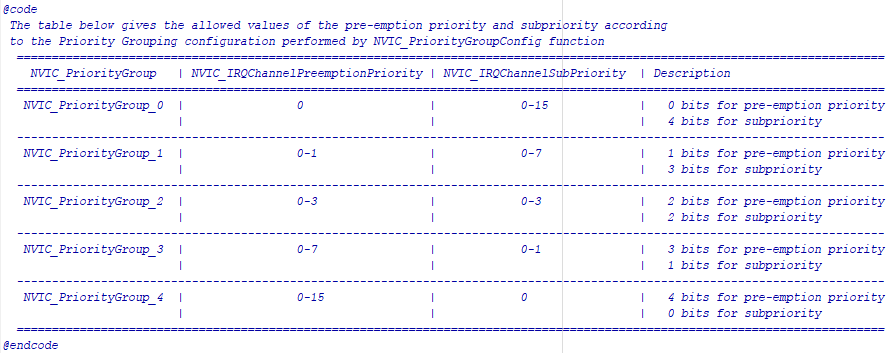 @code
The table below gives the allowed values of the pre-emption priority and subpriority according
to the Priority Grouping configuration performed by NVIC_PriorityGroupConfig function
============================================================================================================================
NVIC_PriorityGroup | NVIC_IRQChannelPreemptionPriority | NVIC_IRQChannelSubPriority | Description
============================================================================================================================
NVIC_PriorityGroup_0 | 0 | 0-15 | 0 bits for pre-emption priority
| | | 4 bits for subpriority
----------------------------------------------------------------------------------------------------------------------------
NVIC_PriorityGroup_1 | 0-1 | 0-7 | 1 bits for pre-emption priority
| | | 3 bits for subpriority
----------------------------------------------------------------------------------------------------------------------------
NVIC_PriorityGroup_2 | 0-3 | 0-3 | 2 bits for pre-emption priority
| | | 2 bits for subpriority
----------------------------------------------------------------------------------------------------------------------------
NVIC_PriorityGroup_3 | 0-7 | 0-1 | 3 bits for pre-emption priority
| | | 1 bits for subpriority
----------------------------------------------------------------------------------------------------------------------------
NVIC_PriorityGroup_4 | 0-15 | 0 | 4 bits for pre-emption priority
| | | 0 bits for subpriority
============================================================================================================================
@endcode